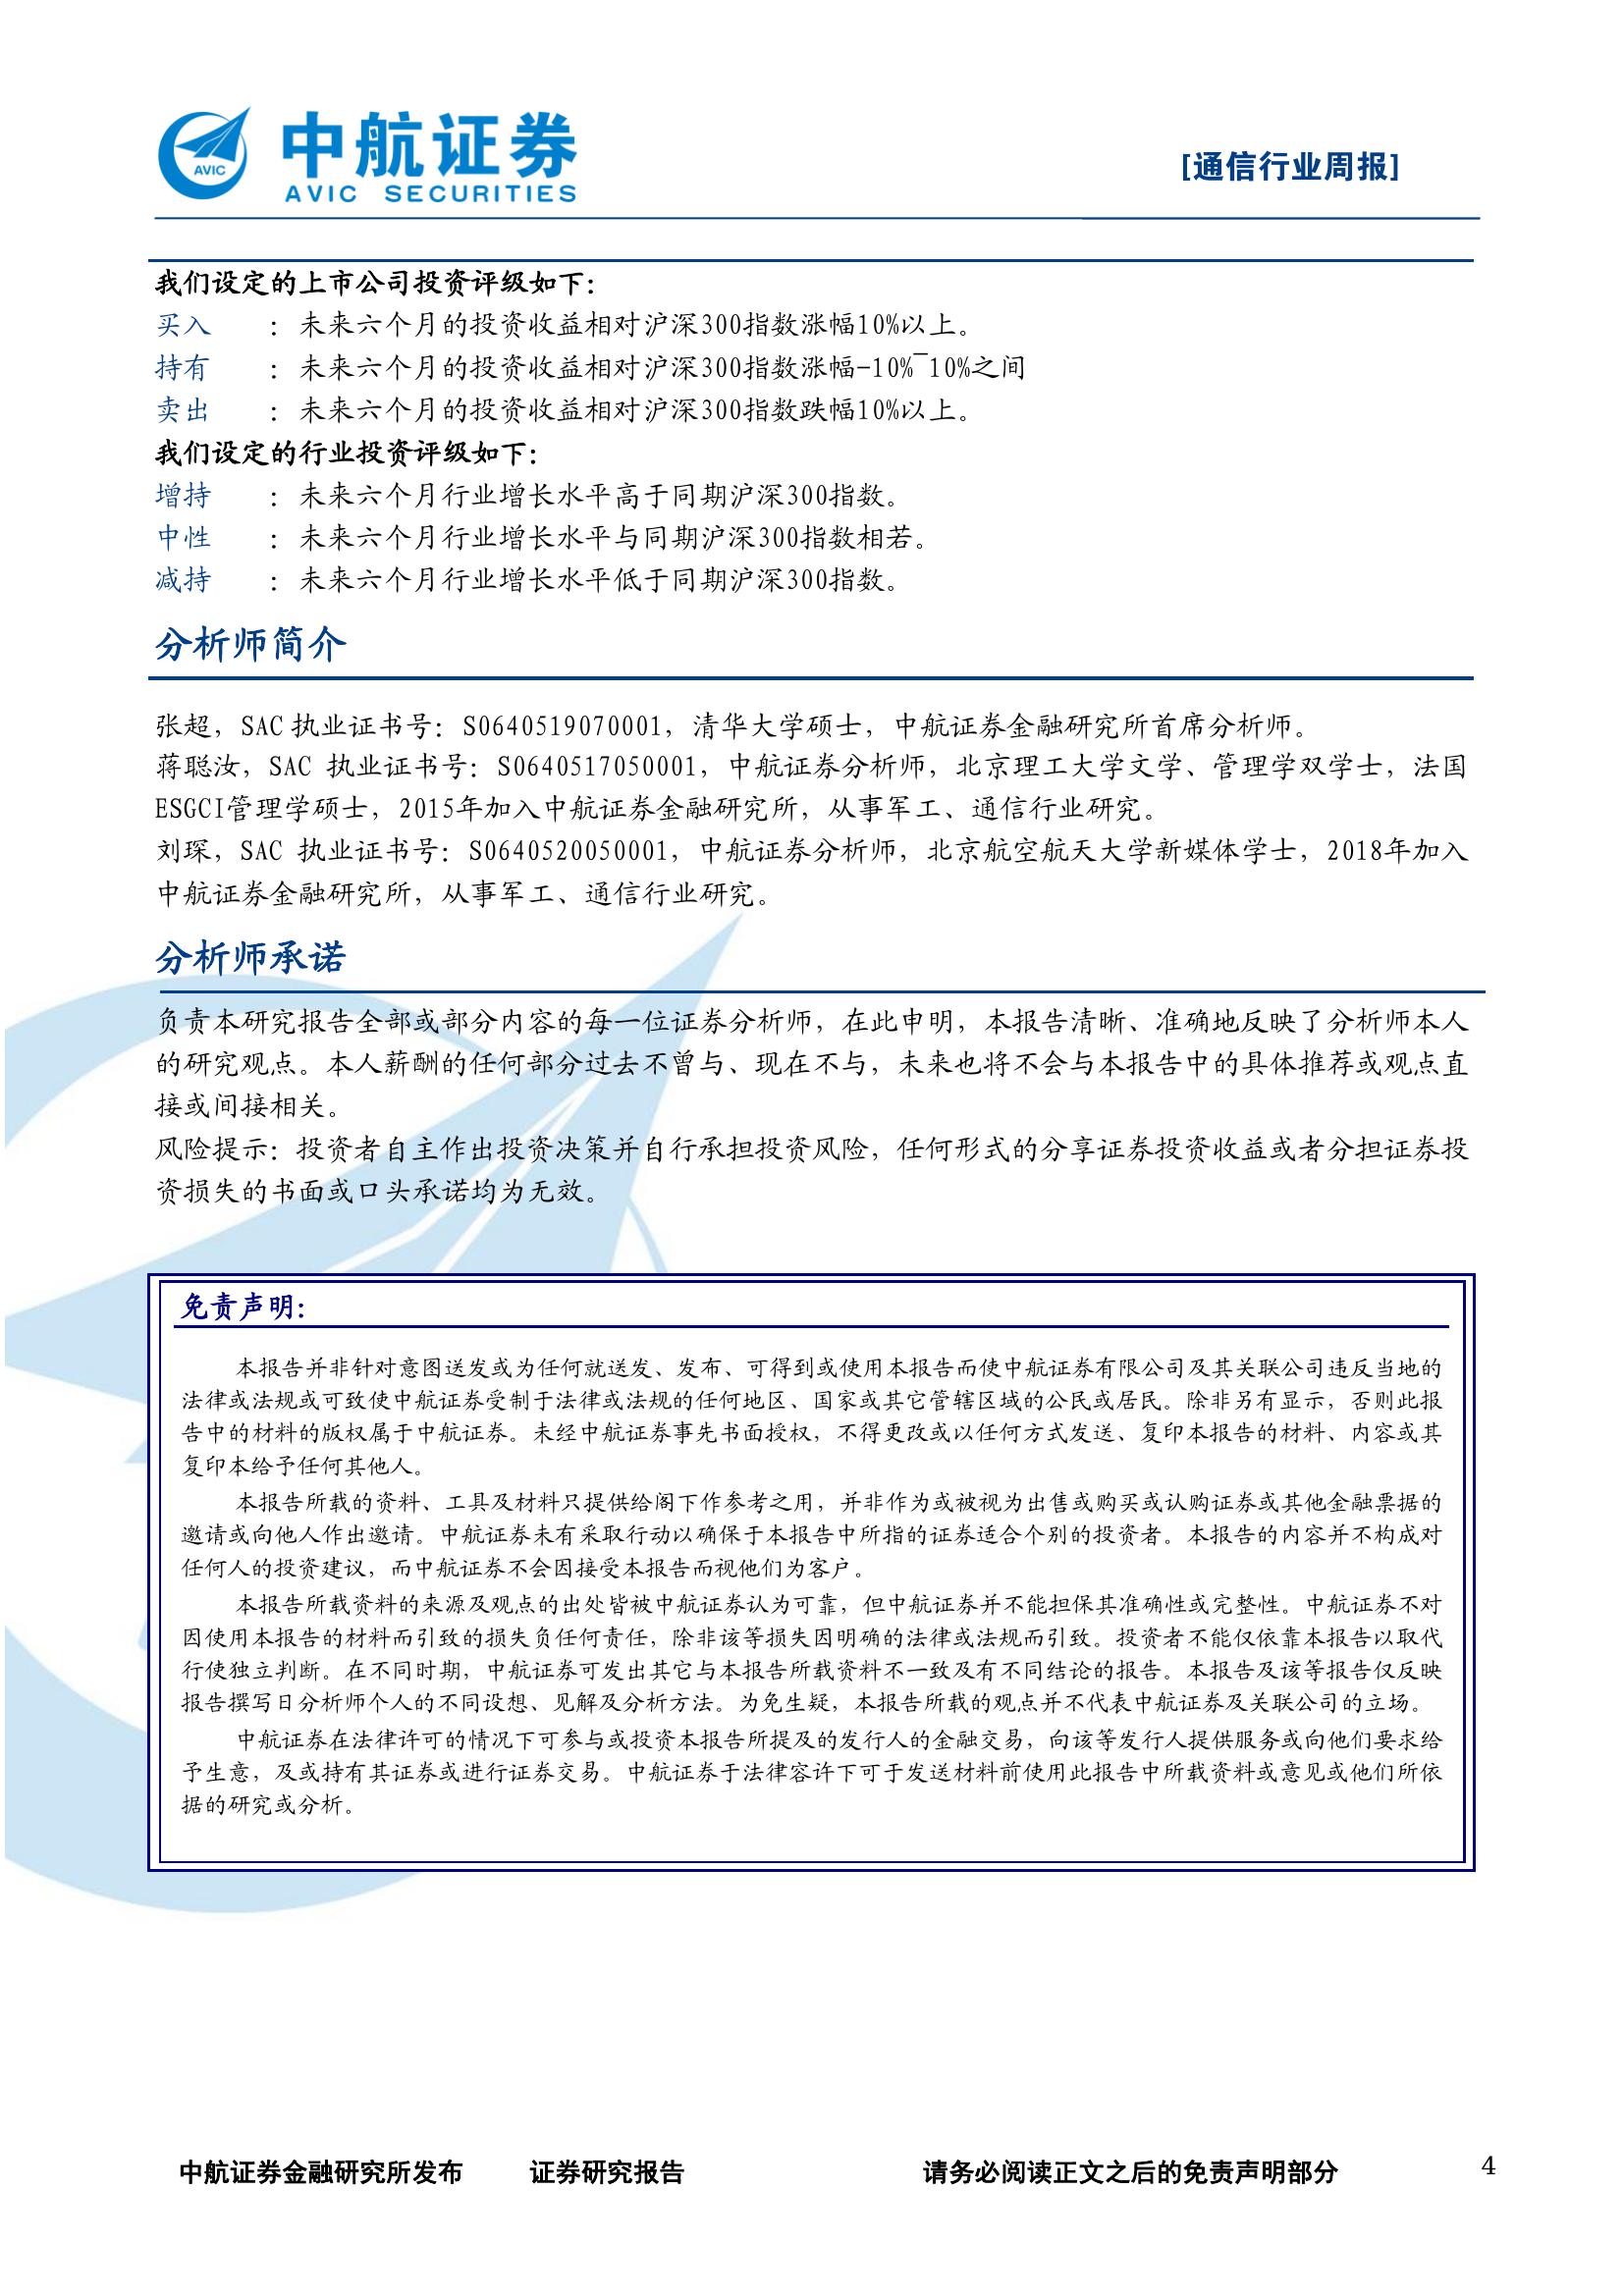 中航证券
AVIC SECURITIES
AVIC
[通信行业周报]
我们设定的上市公司投资评级如下：
买入 ：未来六个月的投资收益相对沪深300指数涨幅10%以上。
持有 ：未来六个月的投资收益相对沪深300指数涨幅-10%~10%之间
卖出 ：未来六个月的投资收益相对沪深300指数跌幅10%以上。
我们设定的行业投资评级如下：
增持 ：未来六个月行业增长水平高于同期沪深300指数。
中性 ：未来六个月行业增长水平与同期沪深300指数相若。
减持 ：未来六个月行业增长水平低于同期沪深300指数。
分析师简介
张超，SAC 执业证书号：S0640519070001，清华大学硕士，中航证券金融研究所首席分析师。
蒋聪汝，SAC 执业证书号：S0640517050001，中航证券分析师，北京理工大学文学、管理学双学士，法国
ESGCI管理学硕士，2015年加入中航证券金融研究所，从事军工、通信行业研究。
刘琛，SAC 执业证书号：S0640520050001，中航证券分析师，北京航空航天大学新媒体学士，2018年加入
中航证券金融研究所，从事军工、通信行业研究。
分析师承诺
负责本研究报告全部或部分内容的每一位证券分析师，在此申明，本报告清晰、准确地反映了分析师本人
的研究观点。本人薪酬的任何部分过去不曾与、现在不与，未来也将不会与本报告中的具体推荐或观点直
接或间接相关。
风险提示：投资者自主作出投资决策并自行承担投资风险，任何形式的分享证券投资收益或者分担证券投
资损失的书面或口头承诺均为无效。
免责声明：
本报告并非针对意图送发或为任何就送发、发布、可得到或使用本报告而使中航证券有限公司及其关联公司违反当地的
法律或法规或可致使中航证券受制于法律或法规的任何地区、国家或其它管辖区域的公民或居民。除非另有显示，否则此报
告中的材料的版权属于中航证券。未经中航证券事先书面授权，不得更改或以任何方式发送、复印本报告的材料、内容或其
复印本给予任何其他人。
本报告所载的资料、工具及材料只提供给阁下作参考之用，并非作为或被视为出售或购买或认购证券或其他金融票据的
邀请或向他人作出邀请。中航证券未有采取行动以确保于本报告中所指的证券适合个别的投资者。本报告的内容并不构成对
任何人的投资建议，而中航证券不会因接受本报告而视他们为客户。
本报告所载资料的来源及观点的出处皆被中航证券认为可靠，但中航证券并不能担保其准确性或完整性。中航证券不对
因使用本报告的材料而引致的损失负任何责任，除非该等损失因明确的法律或法规而引致。投资者不能仅依靠本报告以取代
行使独立判断。在不同时期，中航证券可发出其它与本报告所载资料不一致及有不同结论的报告。本报告及该等报告仅反映
报告撰写日分析师个人的不同设想、见解及分析方法。为免生疑，本报告所载的观点并不代表中航证券及关联公司的立场。
中航证券在法律许可的情况下可参与或投资本报告所提及的发行人的金融交易，向该等发行人提供服务或向他们要求给
予生意，及或持有其证券或进行证券交易。中航证券于法律容许下可于发送材料前使用此报告中所载资料或意见或他们所依
据的研究或分析。
中航证券金融研究所发布 证券研究报告 请务必阅读正文之后的免责声明部分 4